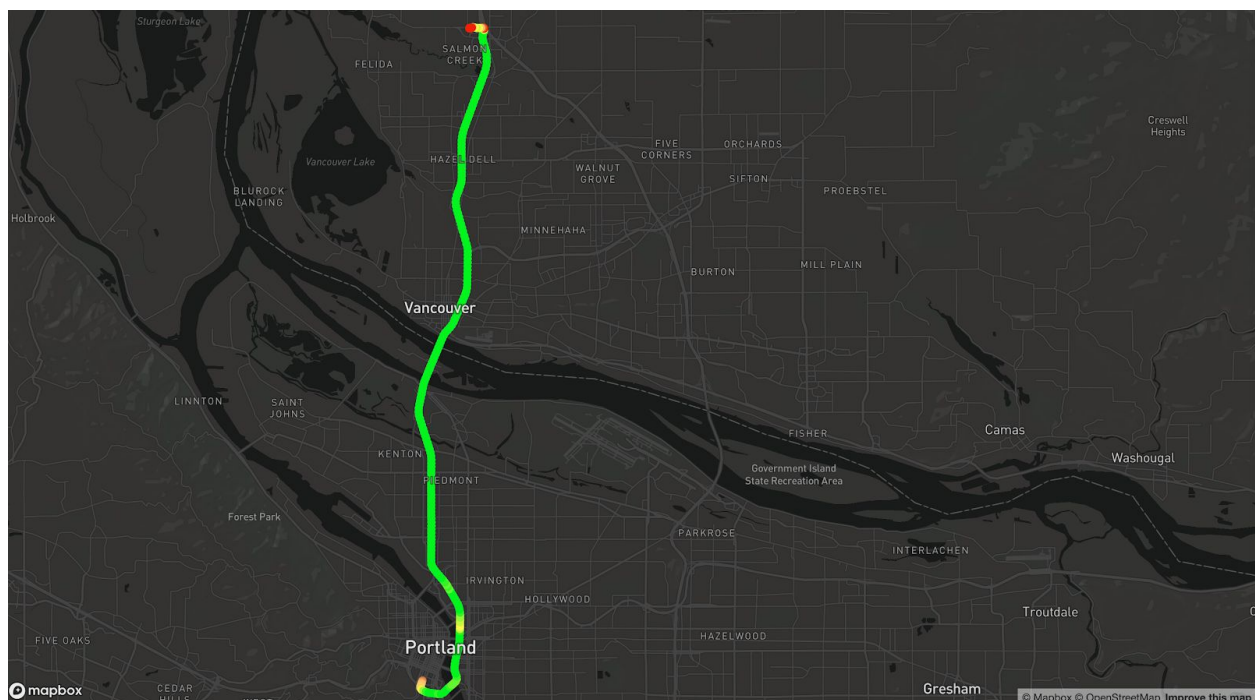 Sturgeon Lake
SALMON
CREEK
FELIDA
Creswell
Heights
Vancouver Lake
HAZEL DELL
FIVE
CORNERS
ORCHARDS
WALNUT
GROVE
SIFTON
BLUROCK
LANDING
PROEBSTEL
Holbrook
MINNEHAHA
BURTON
MILL PLAIN
Vancouver
LINNTON
SAINT
JOHNS
FISHER
Camas
KENTON
Washougal
PIEDMONT
Government Island
State Recreation Area
Forest Park
PARKROSE
INTERLACHEN
IRVINGTON
HOLLYWOOD
Troutdale
FIVE OAKS
Portland
HAZELWOOD
CEDAR
Gresham
mapbox
© Mapbox © OpenStreetMap Improve this map